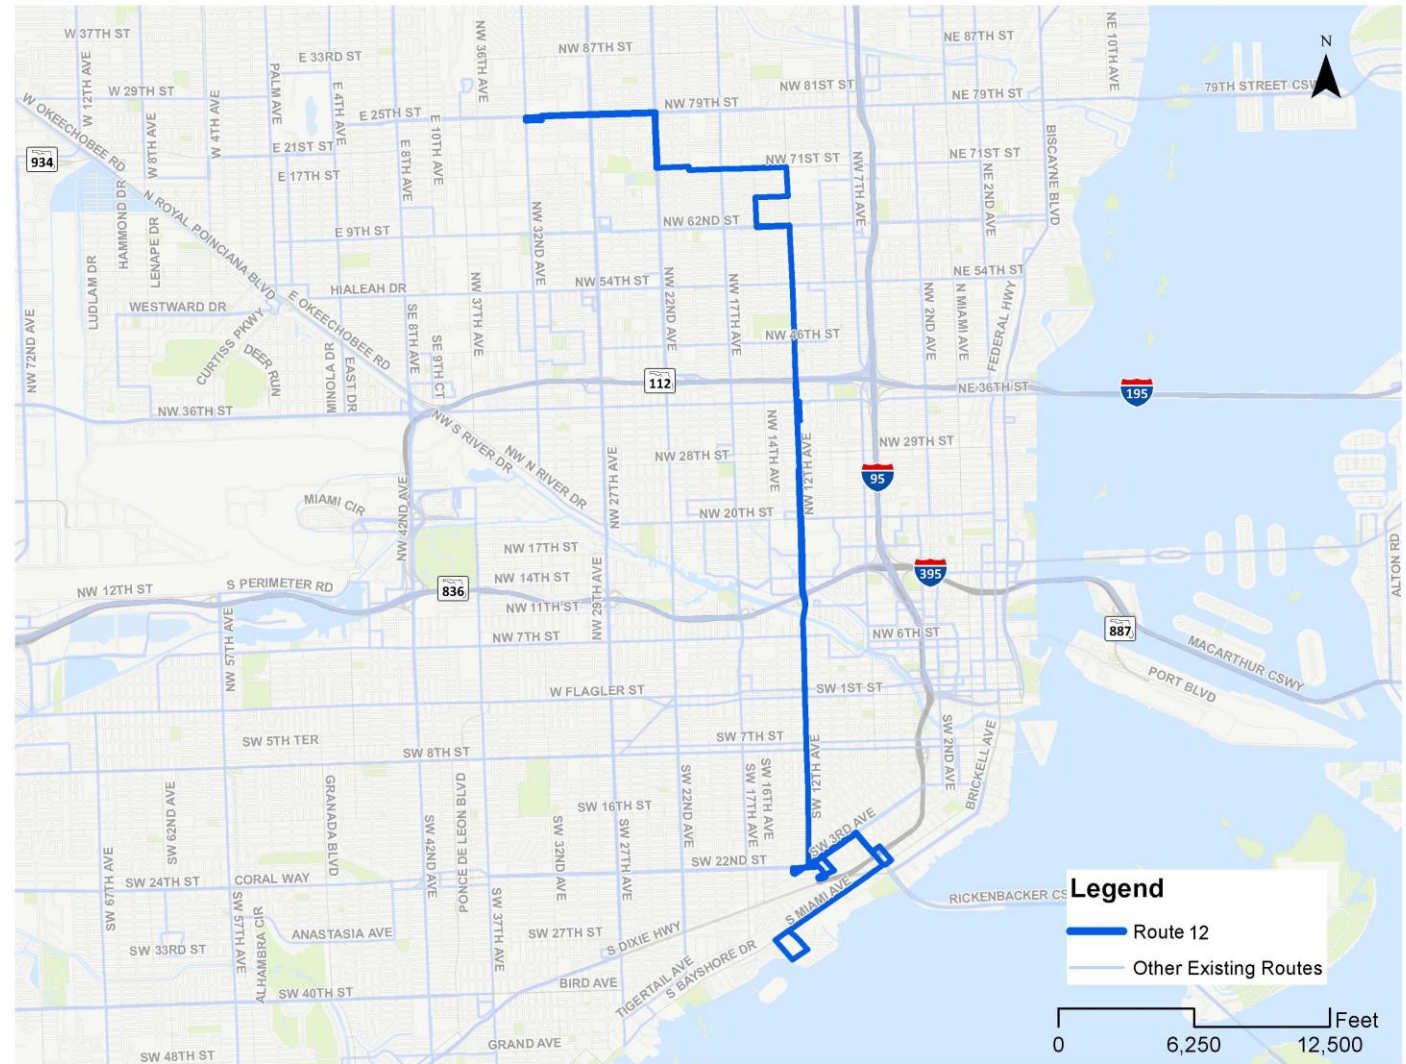 W 37TH ST
E 33RD ST
NW 36TH AVE
NW 87TH ST
NE 87TH ST
NE 10TH AVE
N
W 12TH AVE
W 29TH ST
PALM AVE
E 4TH AVE
NW 81ST ST
NE 79TH ST
79TH STREET CSW
W OKEECHOBEE RD
W 8TH AVE
W 4TH AVE
E 25TH ST
E 10TH AVE
NW 79TH ST
BISCAYNE BLVD
934
E 21ST ST
E 8TH AVE
NW 71ST ST
NW 7TH AVE
NE 71ST ST
NE 2ND AVE
E 17TH ST
HAMMOND DR
LENAPE DR
N ROYAL POINCIANA BLVD
NW 32ND AVE
NW 62ND ST
E 9TH ST
LUDLAM DR
HIALEAH DR
NW 37TH AVE
NW 54TH ST
NW 22ND AVE
NW 17TH AVE
NE 54TH ST
NW 2ND AVE
N MIAMI AVE
FEDERAL HWY
WESTWARD DR
E OKEECHOBEE RD
SE 8TH AVE
SE 9TH CT
NW 46TH ST
NW 72ND AVE
CURTISS PKWY
DEER RUN
MINOLA DR
EAST DR
112
NE 36TH ST
195
NW 36TH ST
NW S RIVER DR
NW N RIVER DR
NW 27TH AVE
NW 28TH ST
NW 14TH AVE
NW 12TH AVE
NW 29TH ST
95
MIAMI CIR
NW 42ND AVE
NW 20TH ST
NW 17TH ST
NW 12TH ST
S PERIMETER RD
836
NW 14TH ST
NW 29TH AVE
NW 11TH ST
395
ALTON RD
NW 57TH AVE
NW 7TH ST
NW 6TH ST
887
MACARTHUR CSWY
PORT BLVD
W FLAGLER ST
SW 1ST ST
SW 5TH TER
SW 8TH ST
SW 7TH ST
SW 12TH AVE
SW 2ND AVE
BRICKELL AVE
SW 62ND AVE
GRANADA BLVD
SW 42ND AVE
PONCE DE LEON BLVD
SW 32ND AVE
SW 16TH ST
SW 27TH AVE
SW 22ND AVE
SW 17TH AVE
SW 16TH AVE
SW 3RD AVE
SW 67TH AVE
SW 24TH ST
CORAL WAY
SW 22ND ST
S MIAMI AVE
RICKENBACKER CS
SW 57TH AVE
ALHAMBRA CIR
ANASTASIA AVE
SW 37TH AVE
SW 27TH ST
S DIXIE HWY
SW 33RD ST
BIRD AVE
TIGERTAIL AVE
S BAYSHORE DR
SW 40TH ST
GRAND AVE
SW 48TH ST
Legend
Route 12
Other Existing Routes
Feet
0 6,250 12,500